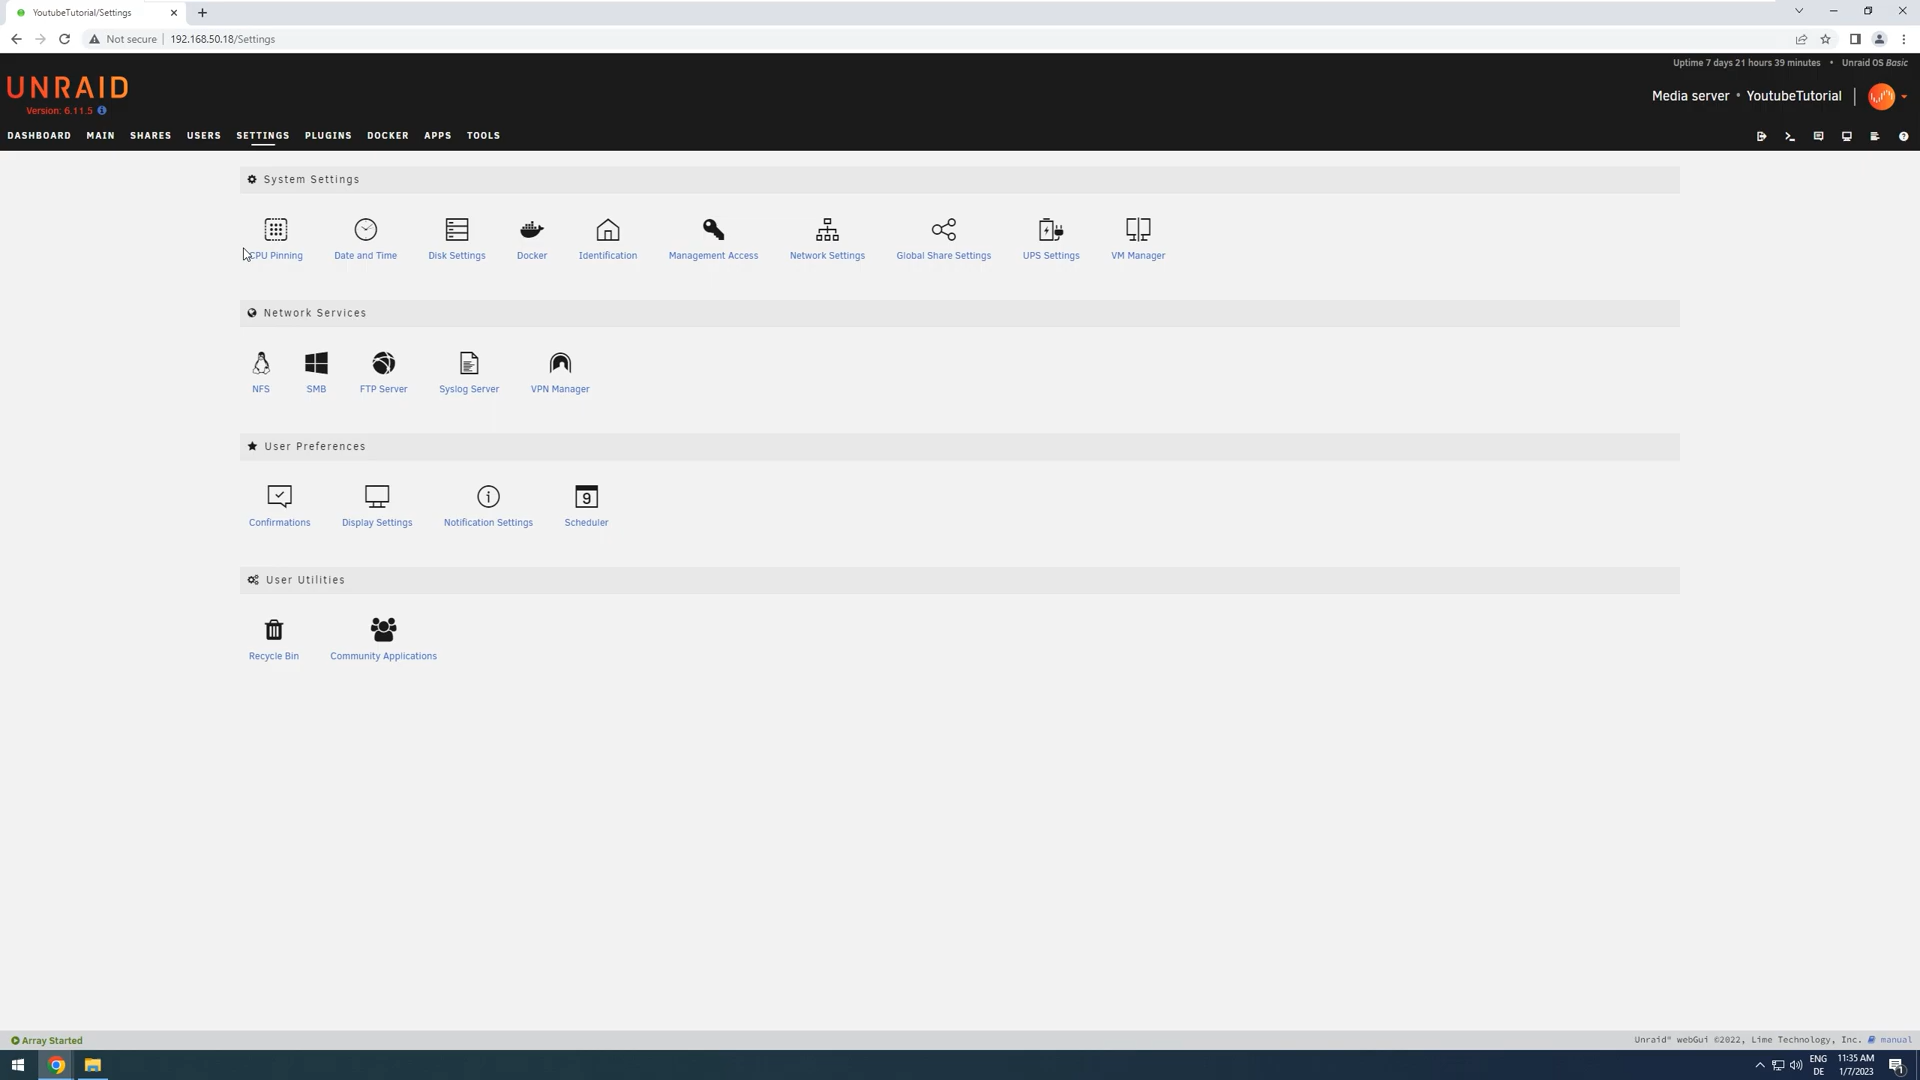 YoutubeTutorial/Settings
Not secure 192.168.50.18/Settings
Uptime 7 days 21 hours 39 minutes • Unraid OS Basic
UNRAID
Version: 6.11.5
Media server • YoutubeTutorial
DASHBOARD MAIN SHARES USERS SETTINGS PLUGINS DOCKER APPS TOOLS
System Settings
CPU Pinning Date and Time Disk Settings Docker Identification Management Access Network Settings Global Share Settings UPS Settings VM Manager
Network Services
NFS SMB FTP Server Syslog Server VPN Manager
User Preferences
9
Confirmations Display Settings Notification Settings Scheduler
User Utilities
Recycle Bin Community Applications
Array Started
Unraid® webGui ©2022, Lime Technology, Inc. manual
ENG 11:35 AM
DE 1/7/2023
1